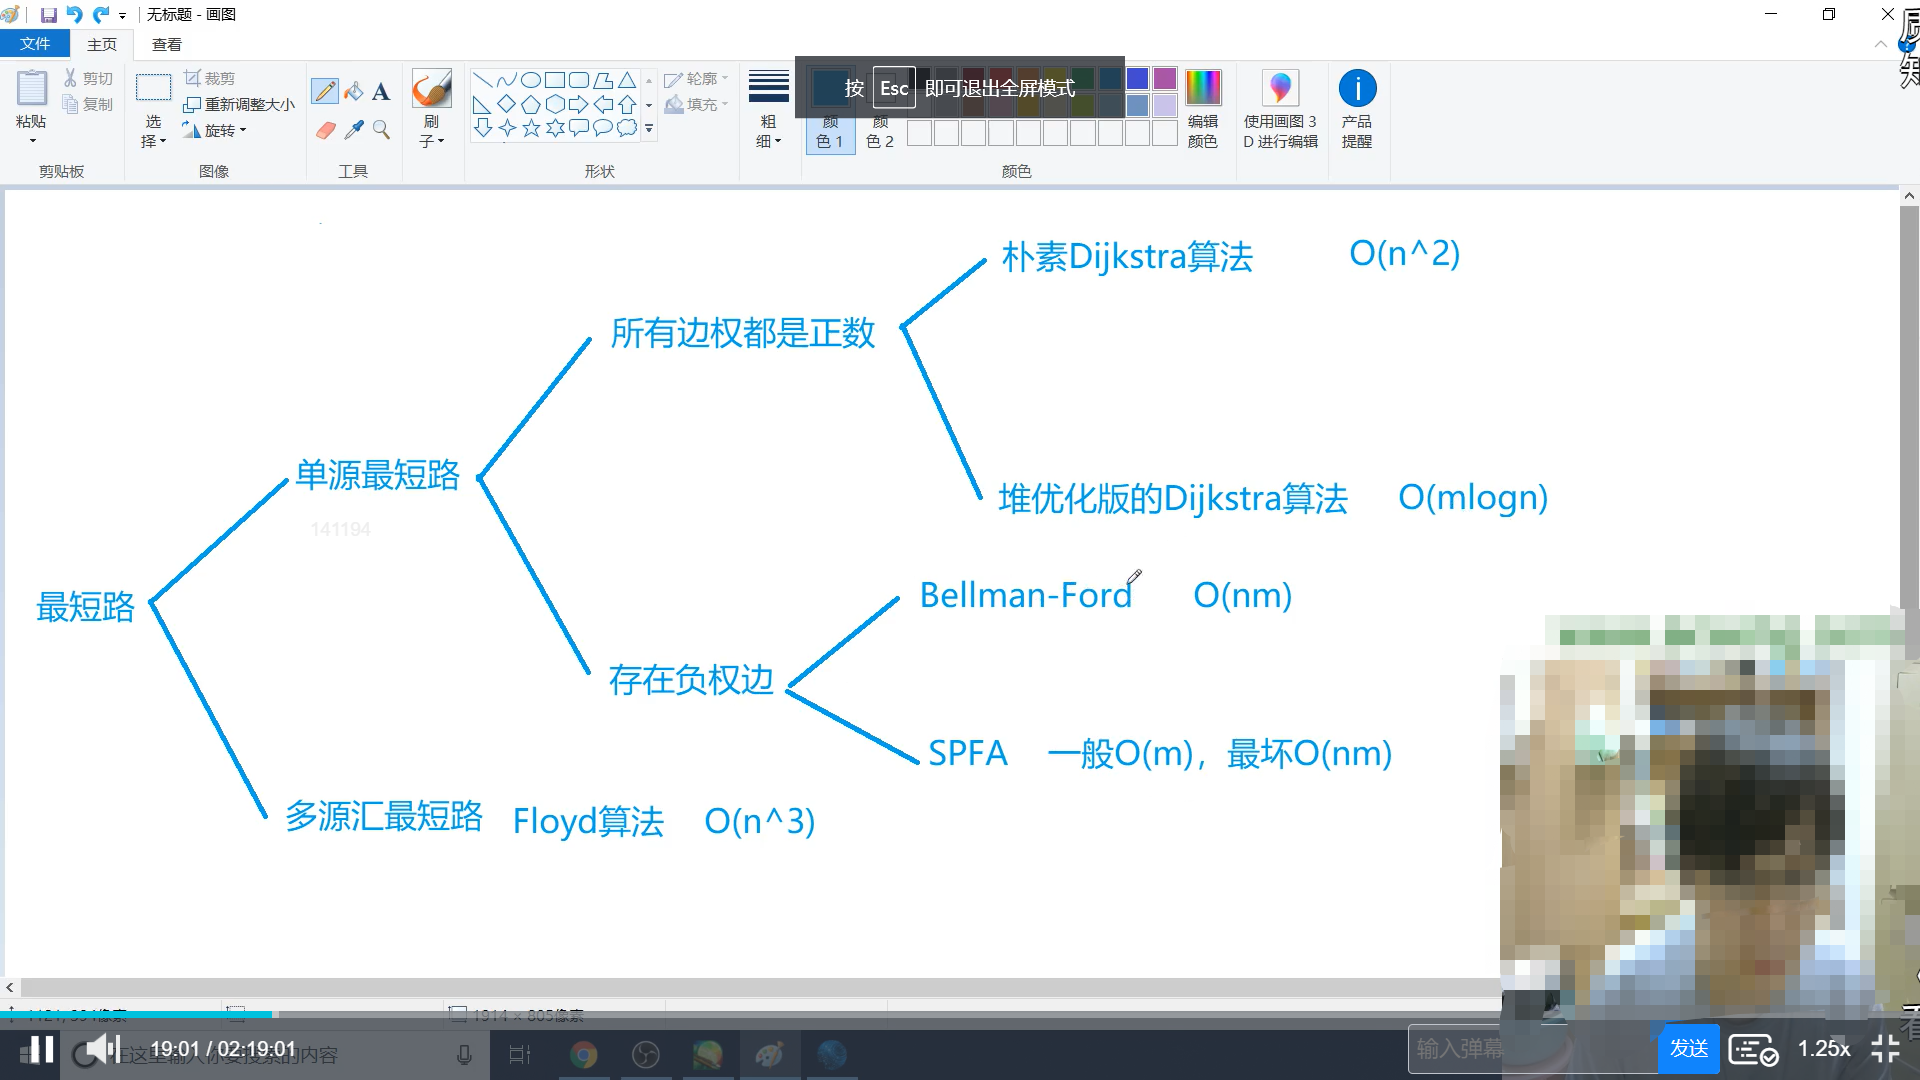 无标题 - 画图
文件 主页 查看
粘贴
剪切
复制
剪贴板
选择
裁剪
重新调整大小
旋转
图像
工具
刷子
形状
轮廓
填充
粗细
按 Esc 即可退出全屏模式
颜色 1
颜色 2
颜色
编辑颜色
使用画图 3D 进行编辑
产品提醒
朴素Dijkstra算法 O(n^2)
所有边权都是正数
单源最短路
堆优化版的Dijkstra算法 O(mlogn)
141194
Bellman-Ford O(nm)
最短路
存在负权边
SPFA 一般O(m)，最坏O(nm)
多源汇最短路 Floyd算法 O(n^3)
1914 × 805像素
19:01 / 02:19:01
输入弹幕
发送
1.25x